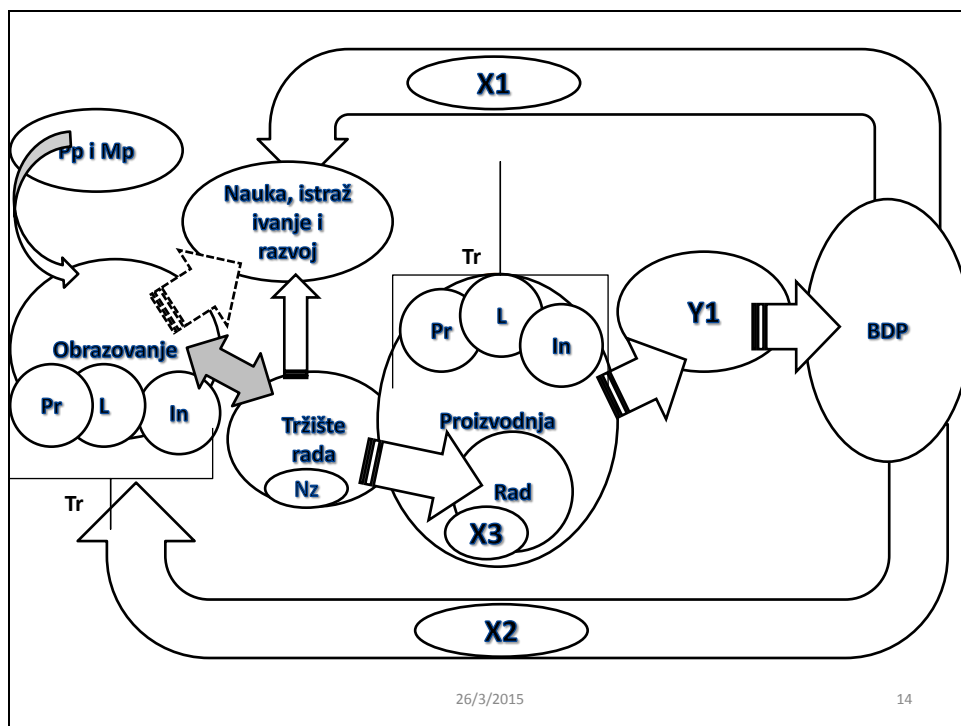 X1
Pp i Mp
Nauka, istraž
ivanje i
razvoj
Tr
Pr
L
In
Y1
BDP
Obrazovanje
Pr
L
In
Tr
Tržište
rada
Nz
Proizvodnja
Rad
X3
X2
26/3/2015
14